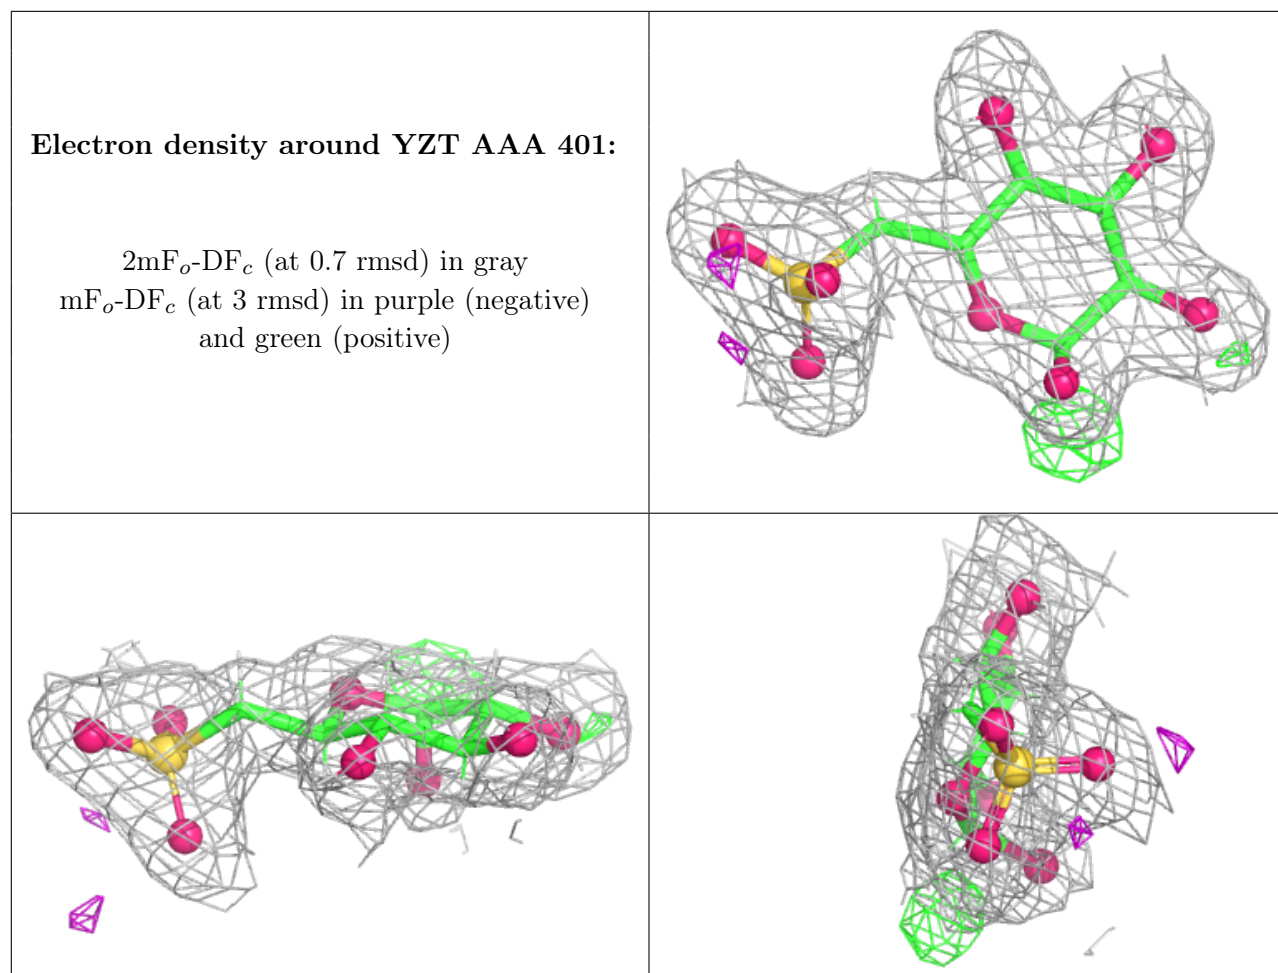 Electron density around YZT AAA 401:
2mFo-DFc (at 0.7 rmsd) in gray
mFo-DFc (at 3 rmsd) in purple (negative)
and green (positive)